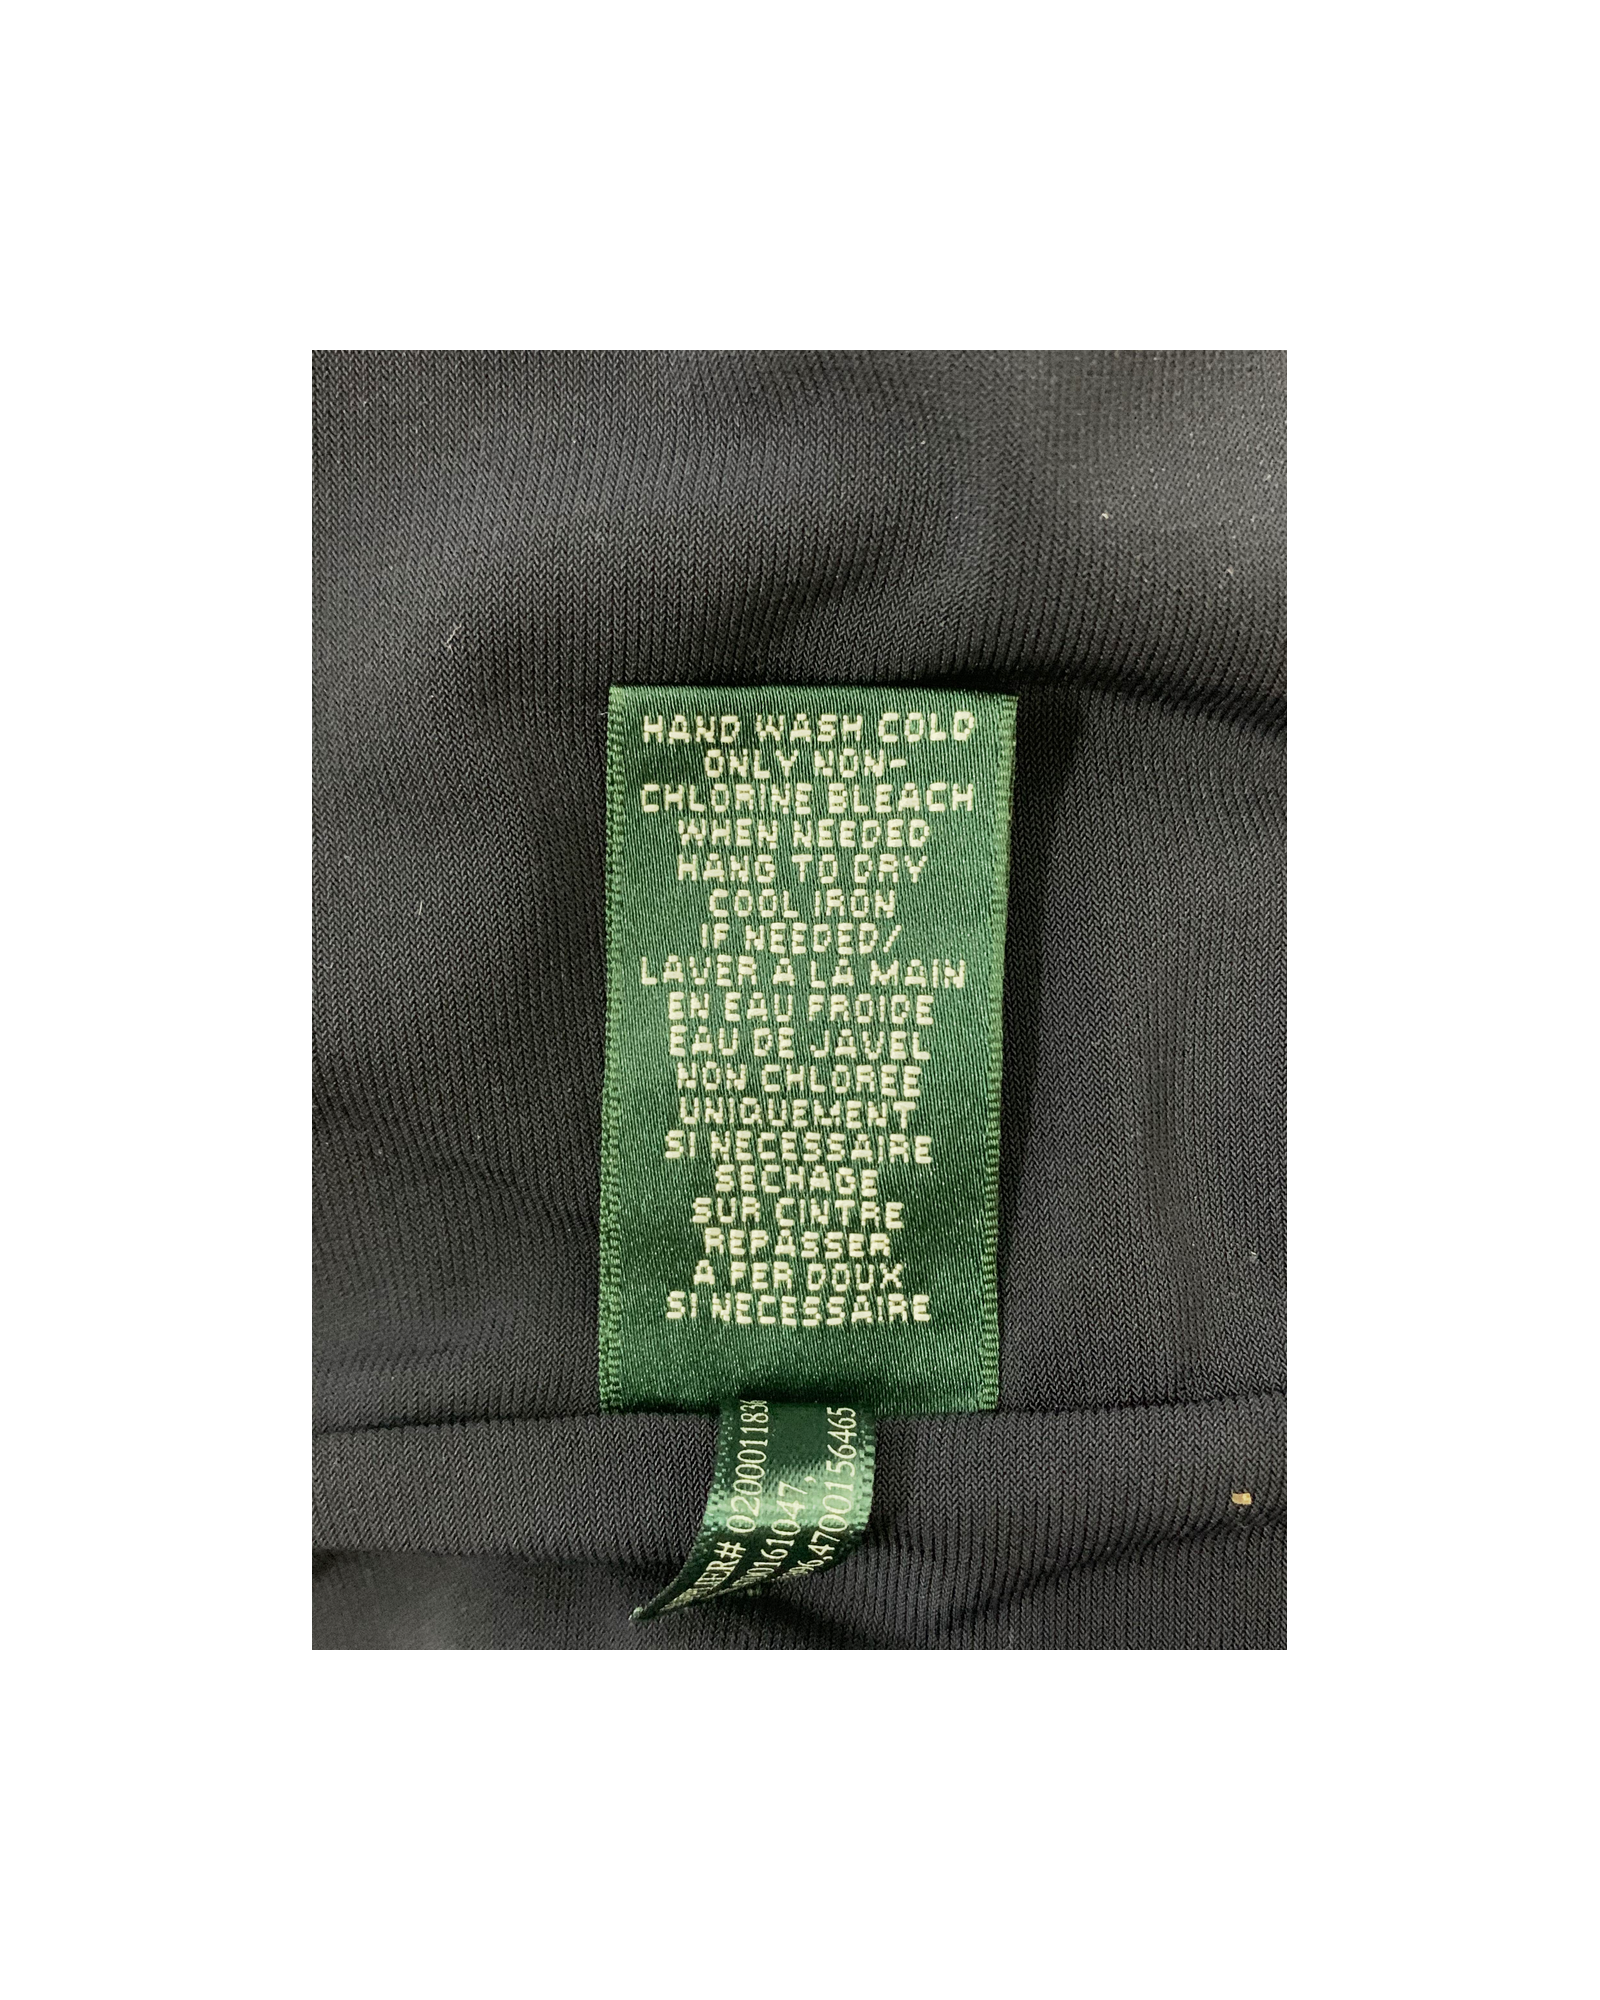 HAND WASH COLD
ONLY NON-
CHLORINE BLEACH
WHEN NEEDED
HANG TO DRY
COOL IRON
IF NEEDED/
LAVER A LA MAIN
EN EAU FROIDE
EAU DE JAVEL
NON CHLOREE
UNIQUEMENT
SI NECESSAIRE
SECHAGE
SUR CINTRE
REPASSER
A FER DOUX
SI NECESSAIRE